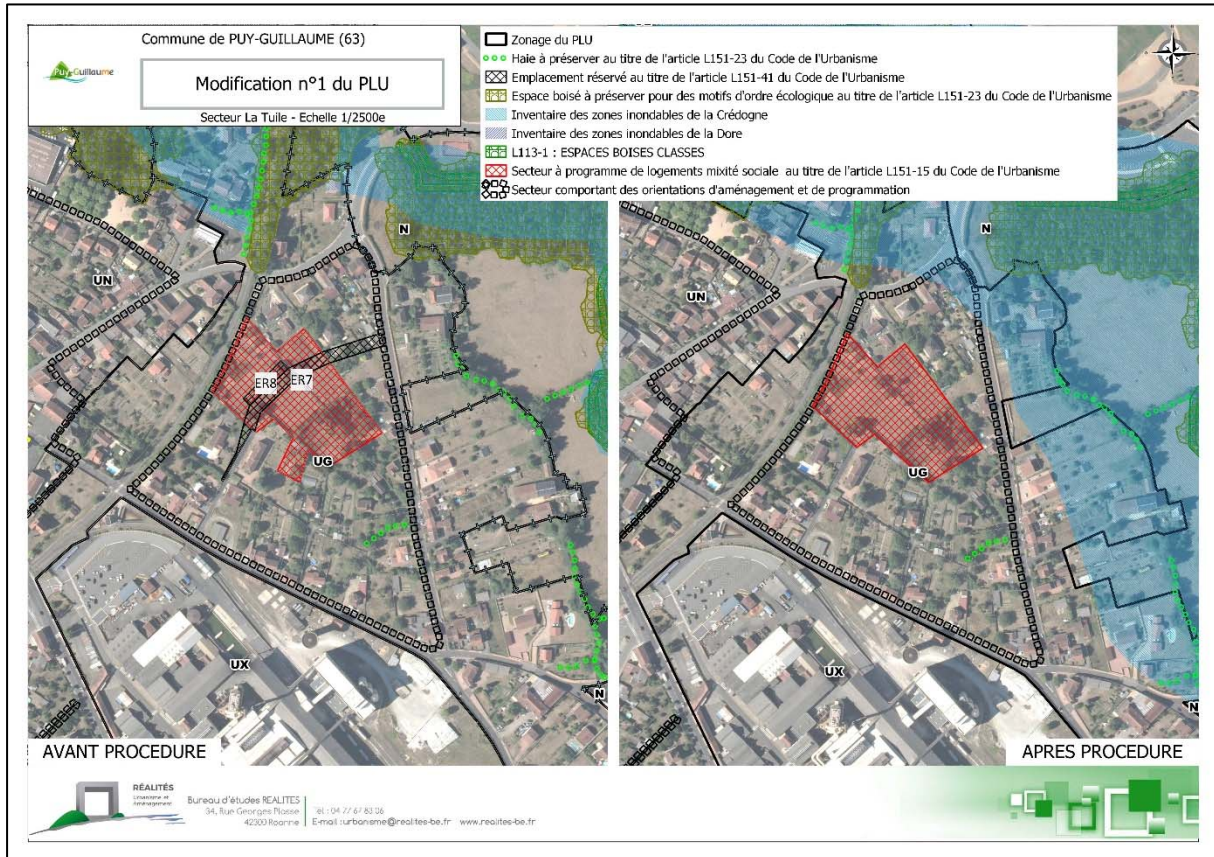 Commune de PUY-GUILLAUME (63)
Puy-Guillaume
Modification n°1 du PLU
Secteur La Tuile - Echelle 1/2500e
Zonage du PLU
Haie à préserver au titre de l'article L151-23 du Code de l'Urbanisme
Emplacement réservé au titre de l'article L151-41 du Code de l'Urbanisme
Espace boisé à préserver pour des motifs d'ordre écologique au titre de l'article L151-23 du Code de l'Urbanisme
Inventaire des zones inondables de la Crédogne
Inventaire des zones inondables de la Dore
L113-1 : ESPACES BOISES CLASSES
Secteur à programme de logements mixité sociale au titre de l'article L151-15 du Code de l'Urbanisme
Secteur comportant des orientations d'aménagement et de programmation
N
UN
ER8
ER7
UG
UX
N
AVANT PROCEDURE
N
UN
UG
UX
N
APRES PROCEDURE
RÉALITÉS
Urbanisme et
Aménagement
Bureau d'études REALITES
34, Rue Georges Plasse
42300 Roanne
Tél : 04 77 67 83 06
E-mail : urbanisme@realites-be.fr www.realites-be.fr